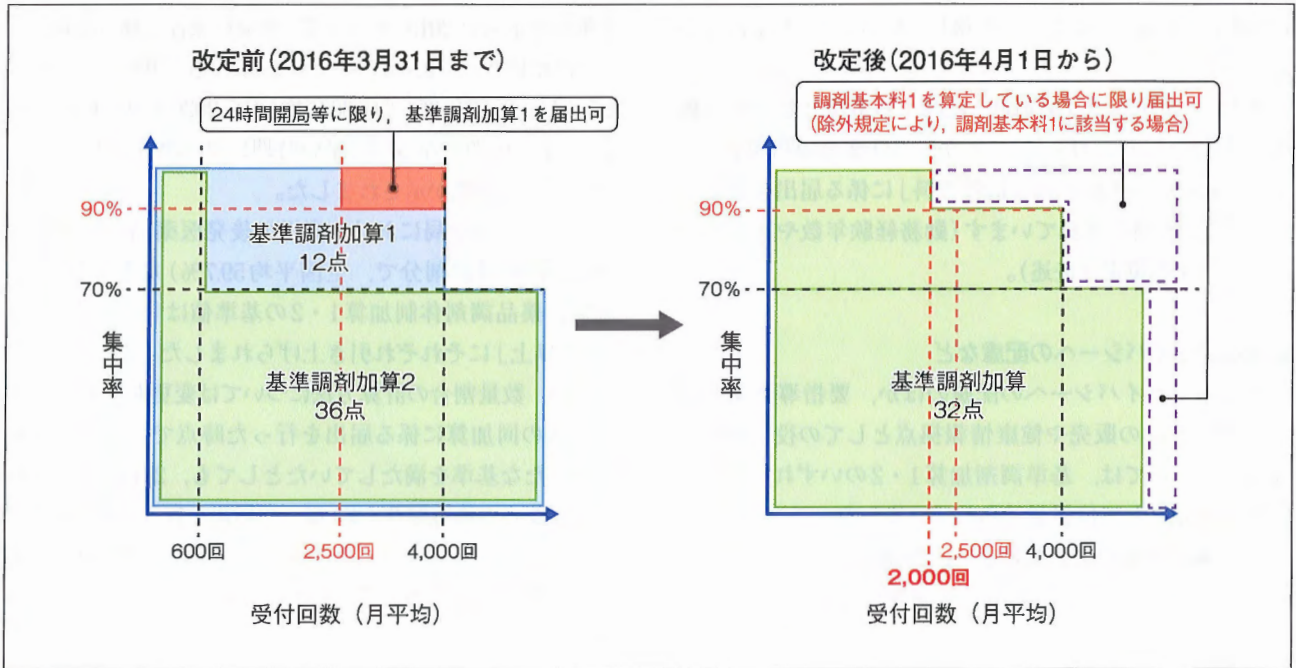 改定前(2016年3月31日まで)
24時間開局等に限り，基準調剤加算1を届出可
90%
70%
集中率
基準調剤加算1
12点
基準調剤加算2
36点
600回
2,500回
4,000回
受付回数（月平均）
改定後(2016年4月1日から)
調剤基本料1を算定している場合に限り届出可
(除外規定により，調剤基本料1に該当する場合)
90%
70%
集中率
基準調剤加算
32点
2,000回
2,500回
4,000回
受付回数（月平均）